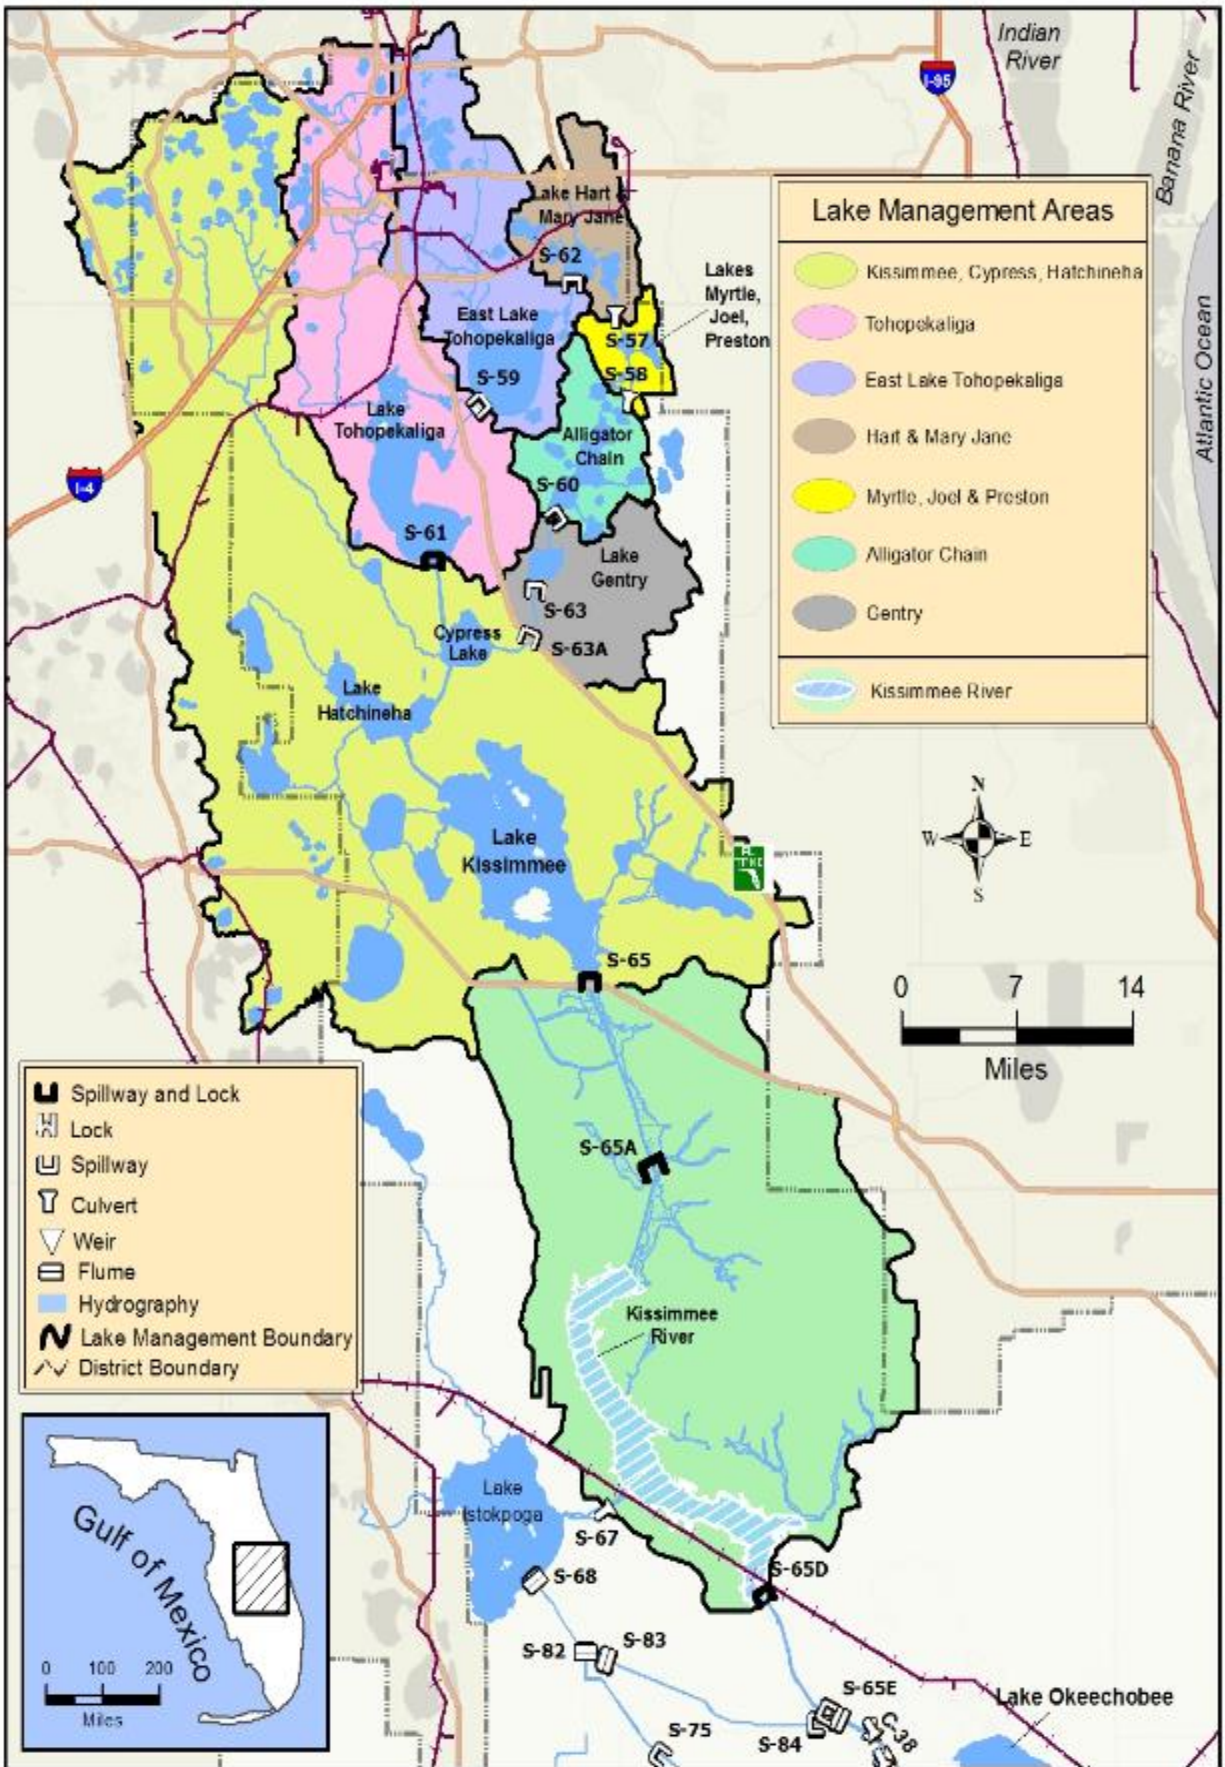 Indian
River
I-95
Banana River
Lake Hart &
Mary Jane
Lake Management Areas
S-62
Kissimmee, Cypress, Hatchineha
Lakes
Myrtle,
Joel,
Preston
East Lake
Tohopekaliga
Tohopekaliga
S-57
Atlantic Ocean
S-58
S-59
East Lake Tohopekaliga
Lake
Tohopekaliga
Alligator
Chain
Hart & Mary Jane
I-4
S-60
Myrtle, Joel & Preston
S-61
Lake
Gentry
Alligator Chain
S-63
Gentry
Cypress
Lake
S-63A
Lake
Hatchineha
Kissimmee River
N
W E
S
Lake
Kissimmee
S-65
0 7 14
Miles
Spillway and Lock
Lock
Spillway
Culvert
Weir
Flume
Hydrography
Lake Management Boundary
District Boundary
S-65A
Kissimmee
River
Lake
Istokpoga
S-67
S-68
S-65D
Gulf of Mexico
0 100 200
Miles
S-82
S-83
S-65E
Lake Okeechobee
S-75
S-84
C-38